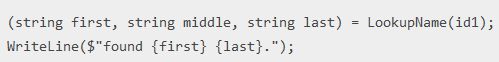 (string first, string middle, string last) = LookupName(id1);
WriteLine($"found {first} {last}.");